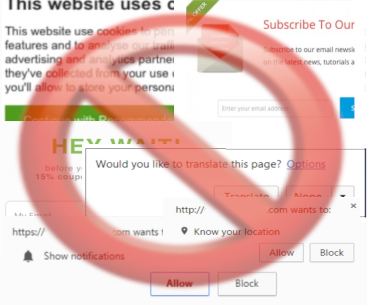 This website uses c
OFFER
Subscribe To Our
This website use cookies to pers
features and to analyse our traffi
advertising and analytics partner
they've collected from your use
you'll allow to store your persona
Subscribe to our email newsle
on the latest news, tutorials a
Enter your email address
S
Continue with Recommended
HEY WAIT!
before y
15% coupo
Would you like to translate this page? Options
Translate
Nope
My Email
http://
.com wants to:
×
https://
.com wants t
Know your location
Show notifications
Allow
Block
Allow
Block